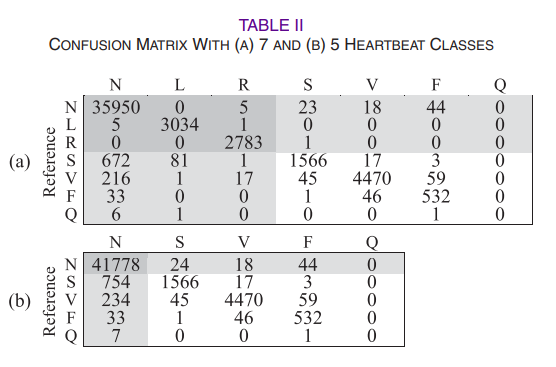 TABLE II
CONFUSION MATRIX WITH (A) 7 AND (B) 5 HEARTBEAT CLASSES
N L R S V F Q
N 35950 0 5 23 18 44 0
L 5 3034 1 0 0 0 0
R 0 0 2783 1 0 0 0
(a) Reference S 672 81 1 1566 17 3 0
V 216 1 17 45 4470 59 0
F 33 0 0 1 46 532 0
Q 6 1 0 0 0 1 0
N S V F Q
N 41778 24 18 44 0
S 754 1566 17 3 0
(b) Reference V 234 45 4470 59 0
F 33 1 46 532 0
Q 7 0 0 1 0